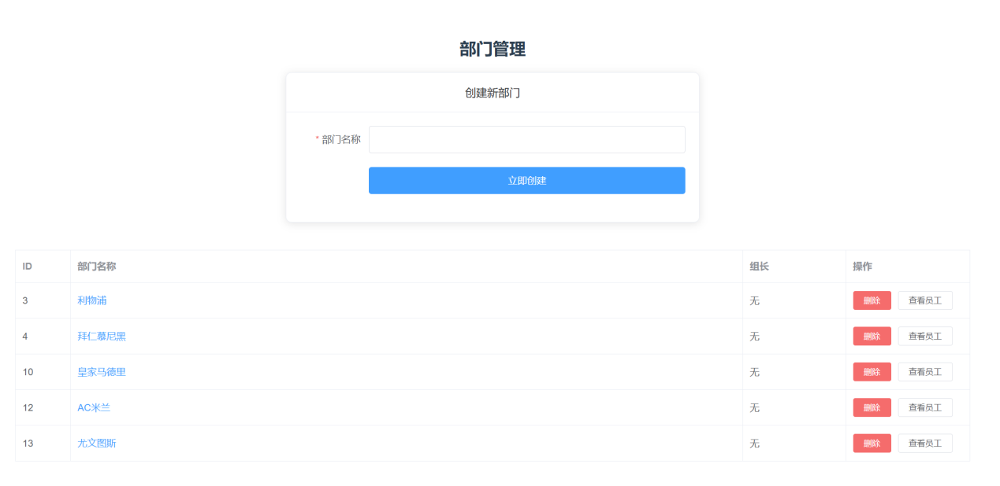 部门管理
创建新部门
* 部门名称
立即创建
ID 部门名称 组长 操作
3 利物浦 无 删除 查看员工
4 拜仁慕尼黑 无 删除 查看员工
10 皇家马德里 无 删除 查看员工
12 AC米兰 无 删除 查看员工
13 尤文图斯 无 删除 查看员工